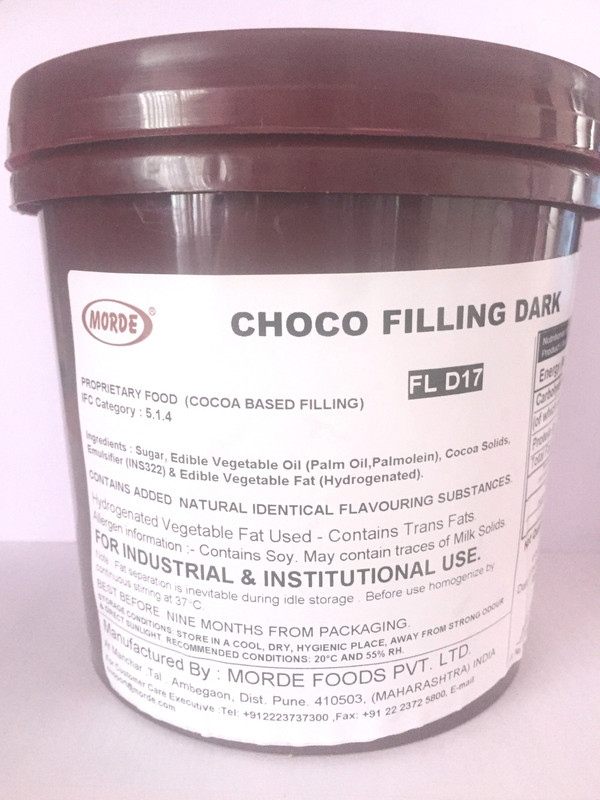 MORDE®
CHOCO FILLING DARK
FL D17
PROPRIETARY FOOD (COCOA BASED FILLING)
IFC Category : 5.1.4
Ingredients : Sugar, Edible Vegetable Oil (Palm Oil,Palmolein), Cocoa Solids,
Emulsifier (INS322) & Edible Vegetable Fat (Hydrogenated).
CONTAINS ADDED NATURAL IDENTICAL FLAVOURING SUBSTANCES.
Hydrogenated Vegetable Fat Used - Contains Trans Fats
Allergen information :- Contains Soy. May contain traces of Milk Solids
FOR INDUSTRIAL & INSTITUTIONAL USE.
Note : Fat separation is inevitable during idle storage . Before use homogenize by
continuous stirring at 37°C
BEST BEFORE NINE MONTHS FROM PACKAGING.
STORAGE CONDITIONS STORE IN A COOL, DRY, HYGIENIC PLACE, AWAY FROM STRONG ODOUR
& DIRECT SUNLIGHT RECOMMENDED CONDITIONS: 20°C AND 55% RH.
Manufactured By : MORDE FOODS PVT. LTD.
At Manchar ,Tal . Ambegaon, Dist. Pune. 410503, (MAHARASHTRA) INDIA
For Customer Care Executive :Tel: +912223737300 ,Fax: +91 22 2372 5800, E-mail:
Energy